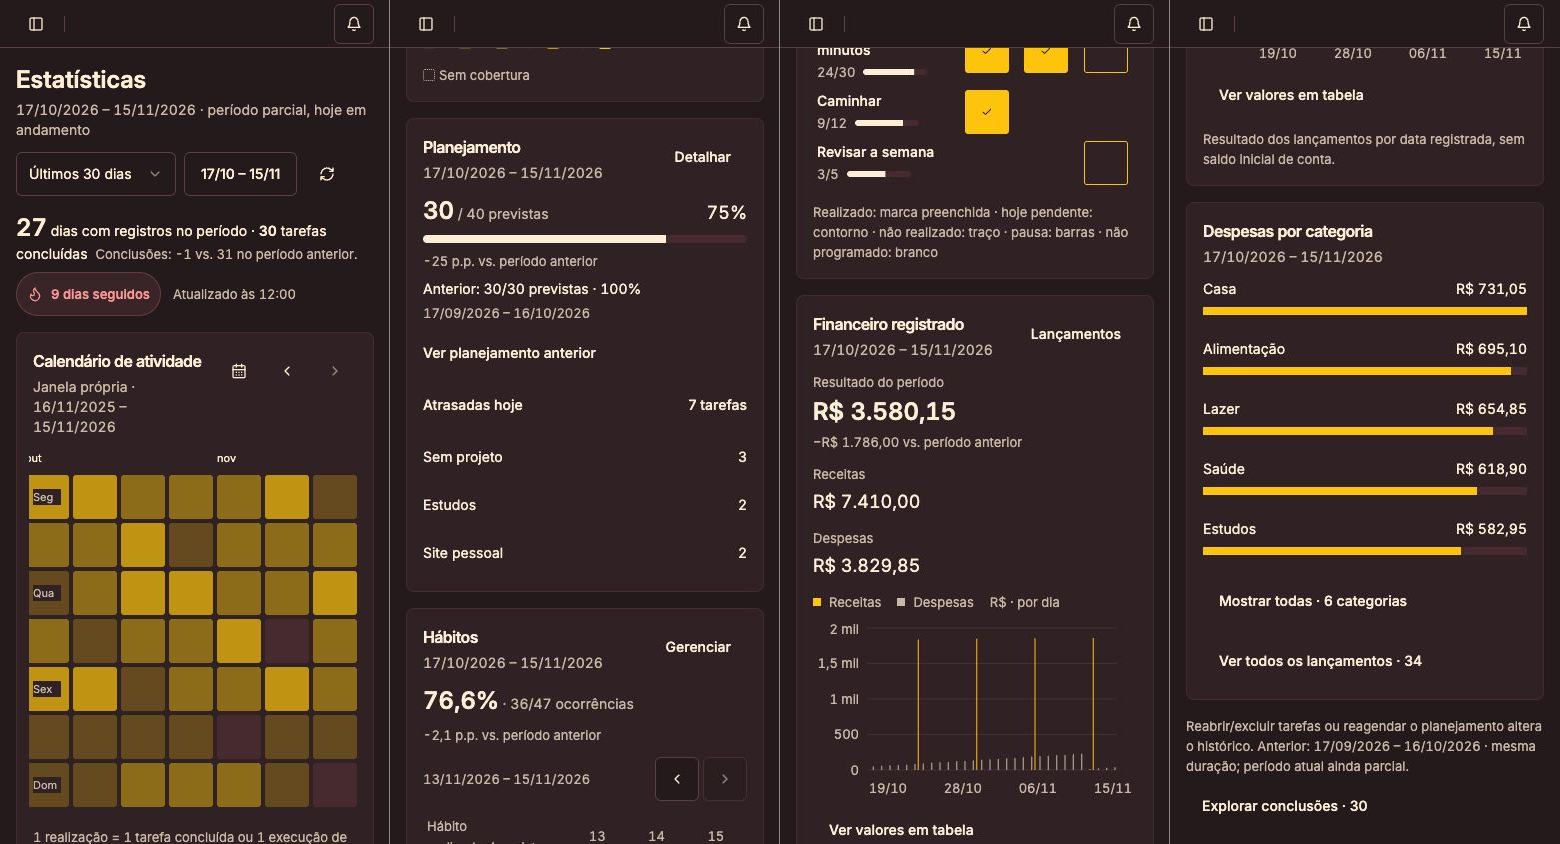 Estatísticas
17/10/2026 – 15/11/2026 · período parcial, hoje em
andamento
Últimos 30 dias
17/10 – 15/11
27 dias com registros no período · 30 tarefas
concluídas Conclusões: -1 vs. 31 no período anterior.
9 dias seguidos
Atualizado às 12:00
Calendário de atividade
Janela própria ·
16/11/2025 –
15/11/2026
out
nov
Seg
Qua
Sex
Dom
1 realização = 1 tarefa concluída ou 1 execução de
Sem cobertura
Planejamento
Detalhar
17/10/2026 – 15/11/2026
30 / 40 previstas
75%
-25 p.p. vs. período anterior
Anterior: 30/30 previstas · 100%
17/09/2026 – 16/10/2026
Ver planejamento anterior
Atrasadas hoje
7 tarefas
Sem projeto
3
Estudos
2
Site pessoal
2
Hábitos
Gerenciar
17/10/2026 – 15/11/2026
76,6% · 36/47 ocorrências
-2,1 p.p. vs. período anterior
13/11/2026 – 15/11/2026
Hábito
13 14 15
minutos
24/30
Caminhar
9/12
Revisar a semana
3/5
Realizado: marca preenchida · hoje pendente:
contorno · não realizado: traço · pausa: barras · não
programado: branco
Financeiro registrado
Lançamentos
17/10/2026 – 15/11/2026
Resultado do período
R$ 3.580,15
−R$ 1.786,00 vs. período anterior
Receitas
R$ 7.410,00
Despesas
R$ 3.829,85
Receitas Despesas R$ · por dia
2 mil
1,5 mil
1 mil
500
0
19/10 28/10 06/11 15/11
Ver valores em tabela
19/10 28/10 06/11 15/11
Ver valores em tabela
Resultado dos lançamentos por data registrada, sem
saldo inicial de conta.
Despesas por categoria
17/10/2026 – 15/11/2026
Casa
R$ 731,05
Alimentação
R$ 695,10
Lazer
R$ 654,85
Saúde
R$ 618,90
Estudos
R$ 582,95
Mostrar todas · 6 categorias
Ver todos os lançamentos · 34
Reabrir/excluir tarefas ou reagendar o planejamento altera
o histórico. Anterior: 17/09/2026 – 16/10/2026 · mesma
duração; período atual ainda parcial.
Explorar conclusões · 30